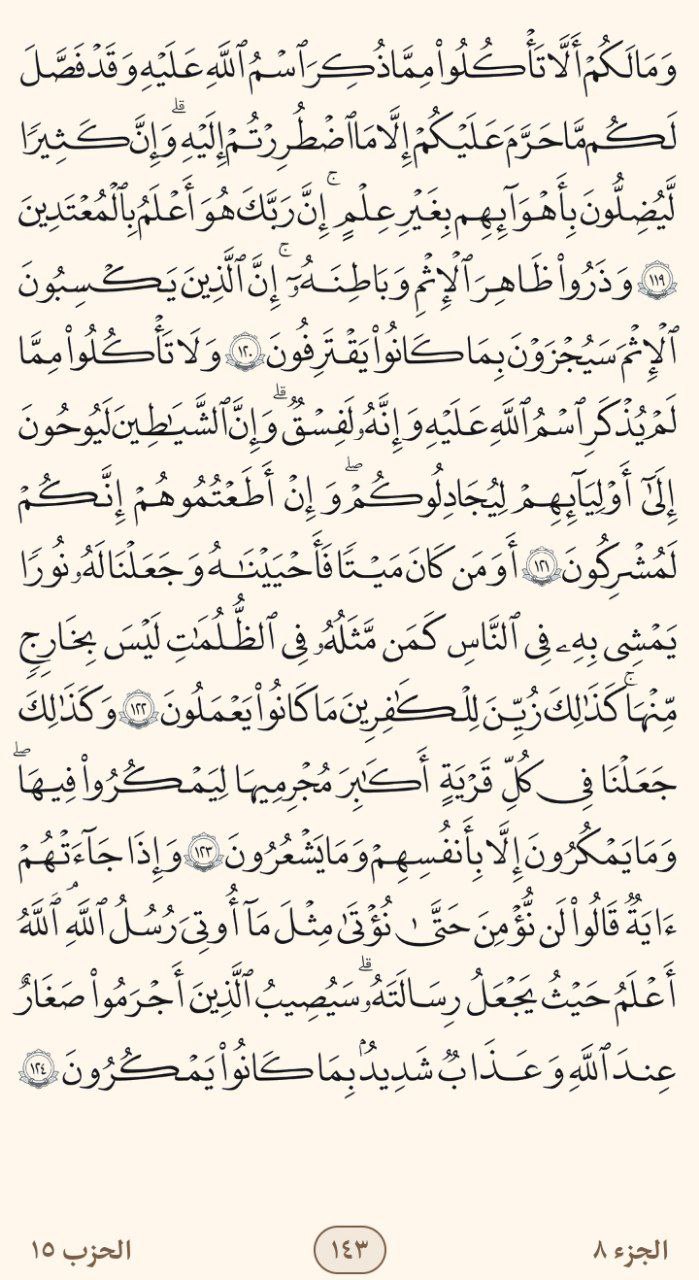 وَمَا لَكُمْ أَلَّا تَأْكُلُوا۟ مِمَّا ذُكِرَ ٱسْمُ ٱللَّهِ عَلَيْهِ وَقَدْ فَصَّلَ
لَكُم مَّا حَرَّمَ عَلَيْكُمْ إِلَّا مَا ٱضْطُرِرْتُمْ إِلَيْهِ ۗ وَإِنَّ كَثِيرًا
لَّيُضِلُّونَ بِأَهْوَآئِهِم بِغَيْرِ عِلْمٍ ۚ إِنَّ رَبَّكَ هُوَ أَعْلَمُ بِٱلْمُعْتَدِينَ
١١٩ وَذَرُوا۟ ظَـٰهِرَ ٱلْإِثْمِ وَبَاطِنَهُۥٓ ۚ إِنَّ ٱلَّذِينَ يَكْسِبُونَ
ٱلْإِثْمَ سَيُجْزَوْنَ بِمَا كَانُوا۟ يَقْتَرِفُونَ ١٢٠ وَلَا تَأْكُلُوا۟ مِمَّا
لَمْ يُذْكَرِ ٱسْمُ ٱللَّهِ عَلَيْهِ وَإِنَّهُۥ لَفِسْقٌ ۗ وَإِنَّ ٱلشَّيَـٰطِينَ لَيُوحُونَ
إِلَىٰٓ أَوْلِيَآئِهِمْ لِيُجَـٰدِلُوكُمْ ۖ وَإِنْ أَطَعْتُمُوهُمْ إِنَّكُمْ
لَمُشْرِكُونَ ١٢١ أَوَمَن كَانَ مَيْتًا فَأَحْيَيْنَـٰهُ وَجَعَلْنَا لَهُۥ نُورًا
يَمْشِى بِهِۦ فِى ٱلنَّاسِ كَمَن مَّثَلُهُۥ فِى ٱلظُّلُمَـٰتِ لَيْسَ بِخَارِجٍ
مِّنْهَا ۚ كَذَٰلِكَ زُيِّنَ لِلْكَـٰفِرِينَ مَا كَانُوا۟ يَعْمَلُونَ ١٢٢ وَكَذَٰلِكَ
جَعَلْنَا فِى كُلِّ قَرْيَةٍ أَكَـٰبِرَ مُجْرِمِيهَا لِيَمْكُرُوا۟ فِيهَا ۖ
وَمَا يَمْكُرُونَ إِلَّا بِأَنفُسِهِمْ وَمَا يَشْعُرُونَ ١٢٣ وَإِذَا جَآءَتْهُمْ
ءَايَةٌ قَالُوا۟ لَن نُّؤْمِنَ حَتَّىٰ نُؤْتَىٰ مِثْلَ مَآ أُوتِىَ رُسُلُ ٱللَّهِ ۘ ٱللَّهُ
أَعْلَمُ حَيْثُ يَجْعَلُ رِسَالَتَهُۥ ۗ سَيُصِيبُ ٱلَّذِينَ أَجْرَمُوا۟ صَغَارٌ
عِندَ ٱللَّهِ وَعَذَابٌ شَدِيدٌۢ بِمَا كَانُوا۟ يَمْكُرُونَ ١٢٤
الجزء ٨ ١٤٣ الحزب ١٥